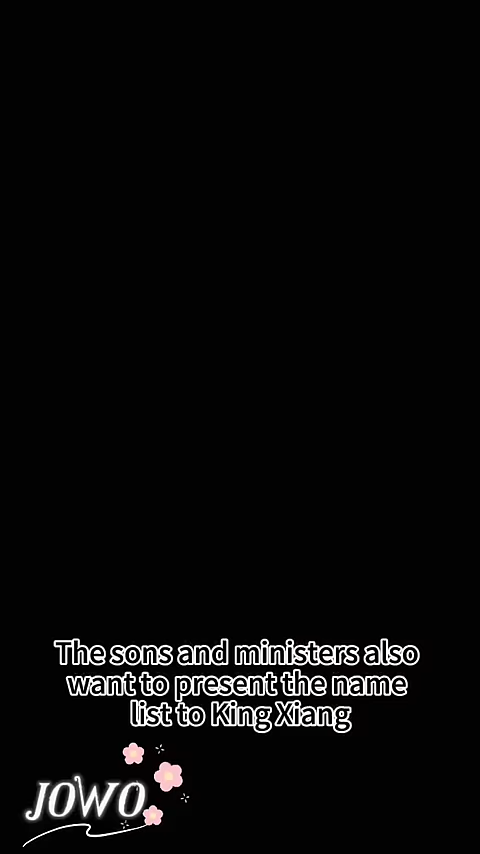 The sons and ministers also
want to present the name
list to King Xiang
JOWO